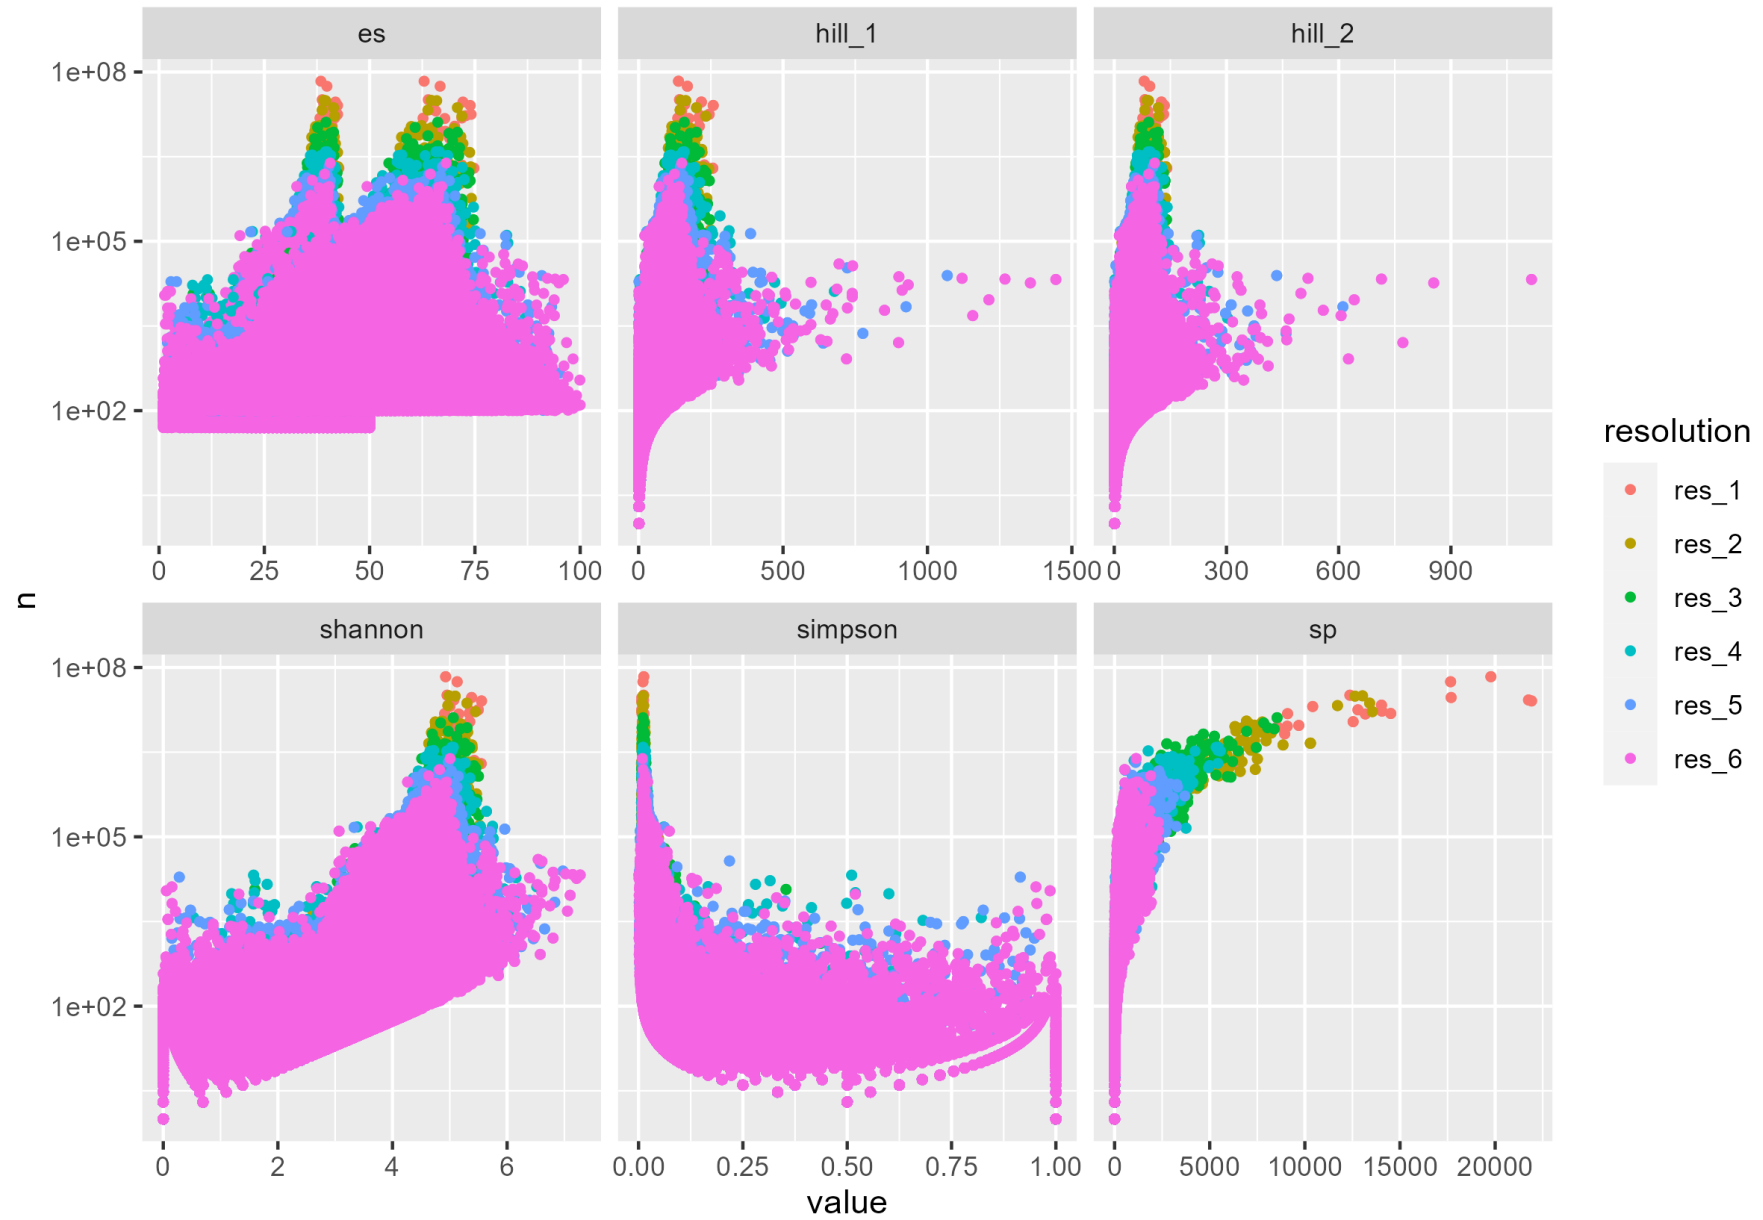 es hill_1 hill_2
1e+08
1e+05
1e+02
n
0 25 50 75 100 0 500 1000 1500 0 300 600 900
shannon simpson sp
1e+08
1e+05
1e+02
0 2 4 6 0.00 0.25 0.50 0.75 1.00 0 5000 10000 15000 20000
value
resolution
res_1
res_2
res_3
res_4
res_5
res_6